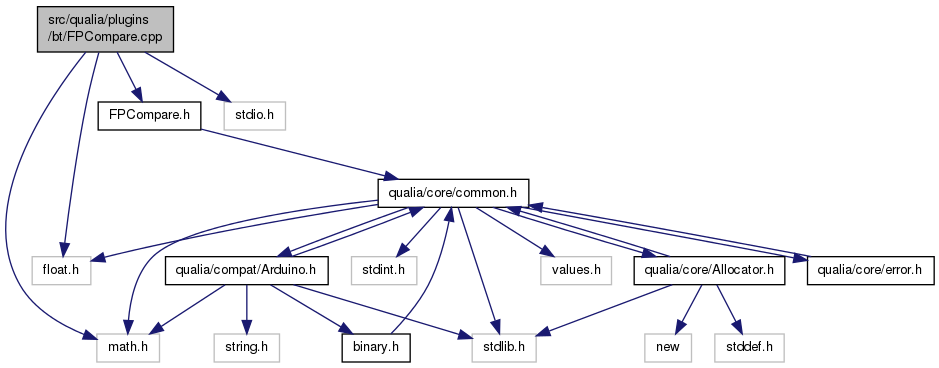 src/qualia/plugins
/bt/FPCompare.cpp
FPCompare.h
stdio.h
qualia/core/common.h
float.h
qualia/compat/Arduino.h
stdint.h
values.h
qualia/core/Allocator.h
qualia/core/error.h
math.h
string.h
binary.h
stdlib.h
new
stddef.h